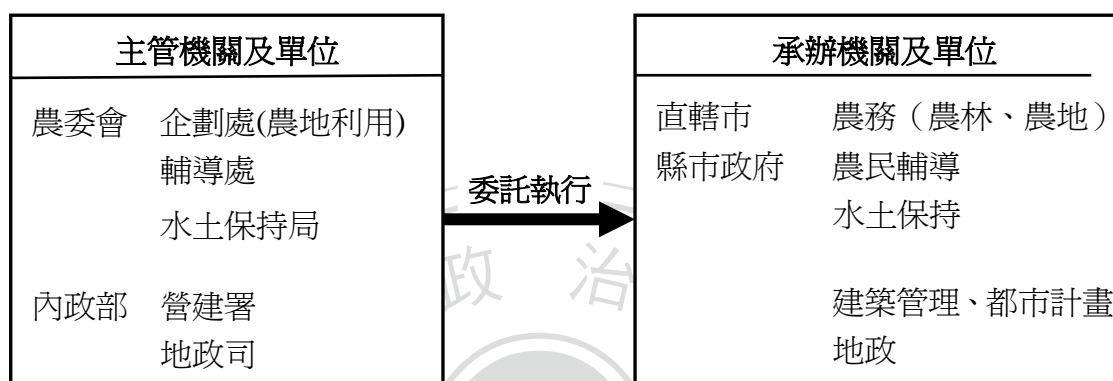 主管機關及單位
農委會 企劃處(農地利用)
輔導處
水土保持局
內政部 營建署
地政司
委託執行
承辦機關及單位
直轄市 農務（農林、農地）
縣市政府 農民輔導
水土保持
建築管理、都市計畫
地政
政 治